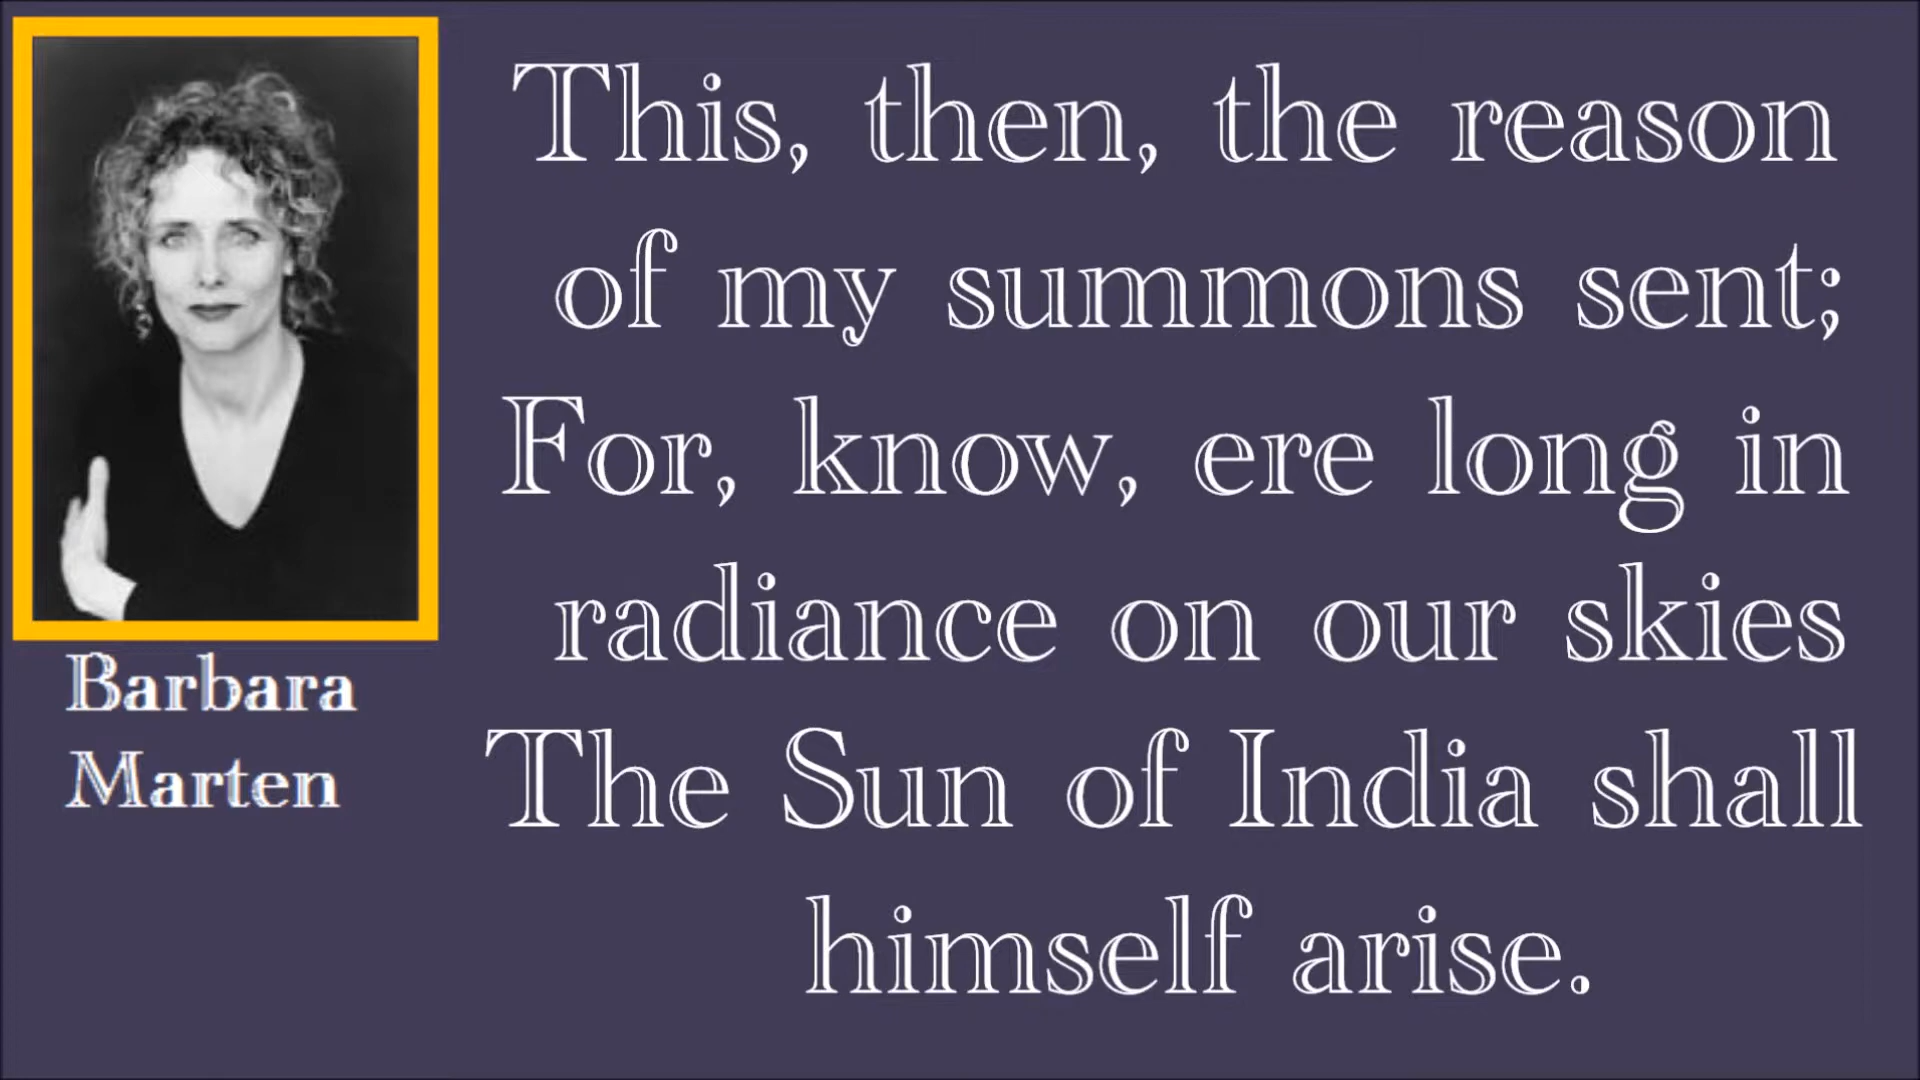 This, then, the reason
of my summons sent;
For, know, ere long in
radiance on our skies
The Sun of India shall
himself arise.
Barbara
Marten